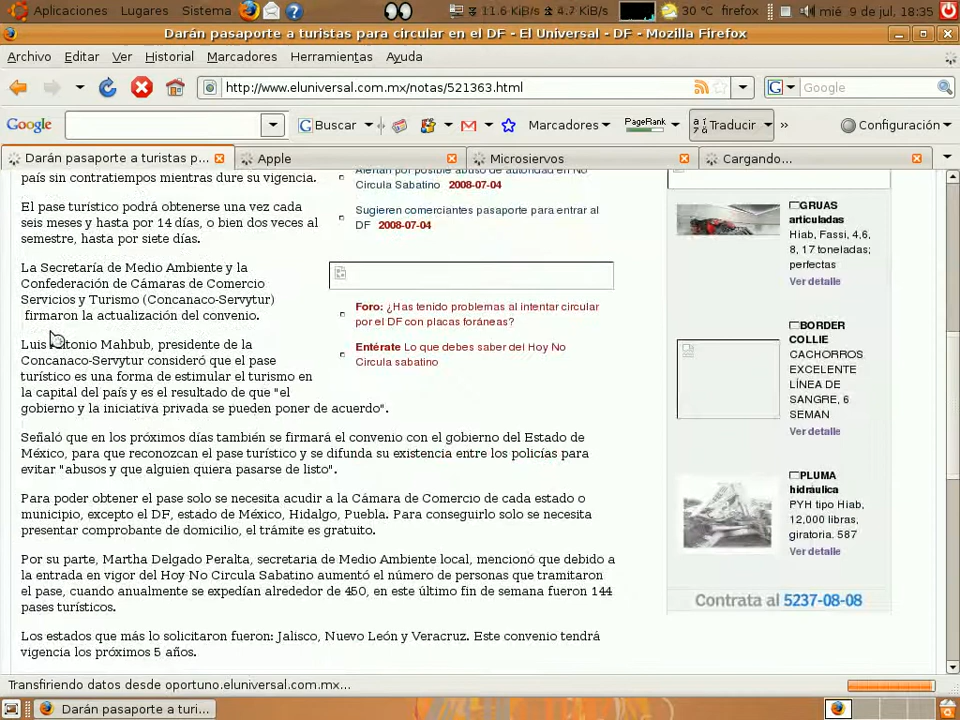 Aplicaciones Lugares Sistema 11.6 KiB/s 4.7 KiB/s 30 °C firefox mié 9 de jul, 18:35
Darán pasaporte a turistas para circular en el DF - El Universal - DF - Mozilla Firefox
Archivo Editar Ver Historial Marcadores Herramientas Ayuda
http://www.eluniversal.com.mx/notas/521363.html
Google
Google Buscar Marcadores PageRank Traducir » Configuración
Darán pasaporte a turistas p... Apple Microsiervos Cargando...
país sin contratiempos mientras dure su vigencia.
El pase turístico podrá obtenerse una vez cada
seis meses y hasta por 14 días, o bien dos veces al
semestre, hasta por siete días.
La Secretaría de Medio Ambiente y la
Confederación de Cámaras de Comercio
Servicios y Turismo (Concanaco-Servytur)
firmaron la actualización del convenio.
Luis Antonio Mahbub, presidente de la
Concanaco-Servytur consideró que el pase
turístico es una forma de estimular el turismo en
la capital del país y es el resultado de que "el
gobierno y la iniciativa privada se pueden poner de acuerdo".
Señaló que en los próximos días también se firmará el convenio con el gobierno del Estado de
México, para que reconozcan el pase turístico y se difunda su existencia entre los policías para
evitar "abusos y que alguien quiera pasarse de listo".
Para poder obtener el pase solo se necesita acudir a la Cámara de Comercio de cada estado o
municipio, excepto el DF, estado de México, Hidalgo, Puebla. Para conseguirlo solo se necesita
presentar comprobante de domicilio, el trámite es gratuito.
Por su parte, Martha Delgado Peralta, secretaria de Medio Ambiente local, mencionó que debido a
la entrada en vigor del Hoy No Circula Sabatino aumentó el número de personas que tramitaron
el pase, cuando anualmente se expedían alrededor de 450, en este último fin de semana fueron 144
pases turísticos.
Los estados que más lo solicitaron fueron: Jalisco, Nuevo León y Veracruz. Este convenio tendrá
vigencia los próximos 5 años.
Alertan por posible abuso de autoridad en No
Circula Sabatino 2008-07-04
Sugieren comerciantes pasaporte para entrar al
DF 2008-07-04
Foro: ¿Has tenido problemas al intentar circular
por el DF con placas foráneas?
Entérate Lo que debes saber del Hoy No
Circula sabatino
GRUAS
articuladas
Hiab, Fassi, 4,6,
8, 17 toneladas;
perfectas
Ver detalle
BORDER
COLLIE
CACHORROS
EXCELENTE
LÍNEA DE
SANGRE, 6
SEMAN
Ver detalle
PLUMA
hidráulica
PYH tipo Hiab,
12,000 libras,
giratoria. 587
Ver detalle
Contrata al 5237-08-08
Transfiriendo datos desde oportuno.eluniversal.com.mx...
Darán pasaporte a turi...